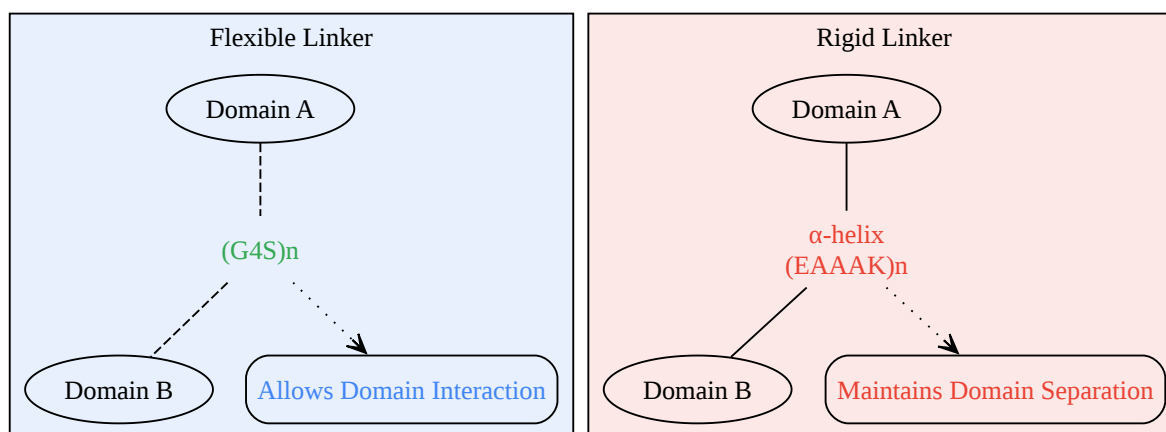 Flexible Linker
Domain A
(G4S)n
Domain B
Allows Domain Interaction
Rigid Linker
Domain A
α-helix
(EAAAK)n
Domain B
Maintains Domain Separation